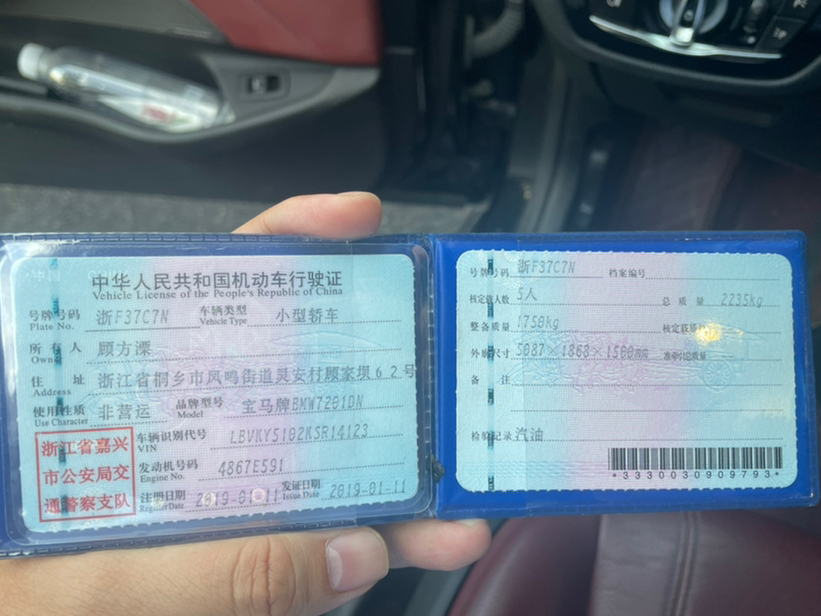 中华人民共和国机动车行驶证
Vehicle License of the People's Republic of China
号牌号码 浙F37C7N 车辆类型 小型轿车
Plate No. Vehicle Type
所有人 顾方溧
Owner
住址 浙江省桐乡市凤鸣街道灵安村顾家坝62号
Address
使用性质 非营运 品牌型号 宝马牌BMW7201DN
Use Character Model
浙江省嘉兴
市公安局交
通警察支队
车辆识别代号 LBVKY5102KSR14123
VIN
发动机号码 4867E591
Engine No.
注册日期 2019-01-11 发证日期 2019-01-11
Register Date Issue Date
号牌号码 浙F37C7N 档案编号
核定载人数 5人 总质量 2235kg
整备质量 1750kg 核定载质量
外廓尺寸 5087×1868×1500mm 准牵引总质量
备注
检验记录 汽油
*3330030909793*